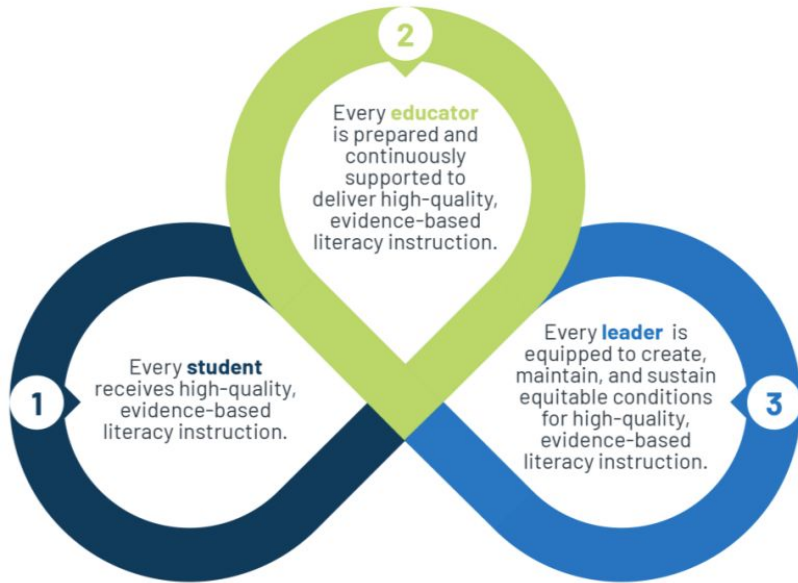 1
Every student
receives high-quality,
evidence-based
literacy instruction.
2
Every educator
is prepared and
continuously
supported to
deliver high-quality,
evidence-based
literacy instruction.
3
Every leader is
equipped to create,
maintain, and sustain
equitable conditions
for high-quality,
evidence-based
literacy instruction.